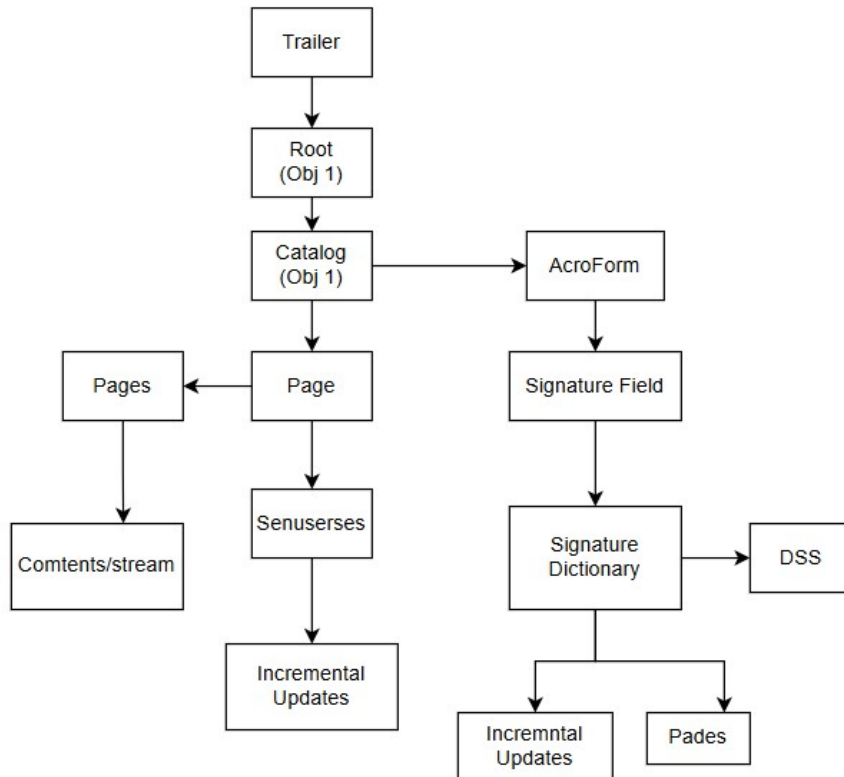 Trailer
Root
(Obj 1)
Catalog
(Obj 1)
AcroForm
Pages
Page
Signature Field
Senuserses
Comtents/stream
Signature
Dictionary
DSS
Incremental
Updates
Incremntal
Updates
Pades